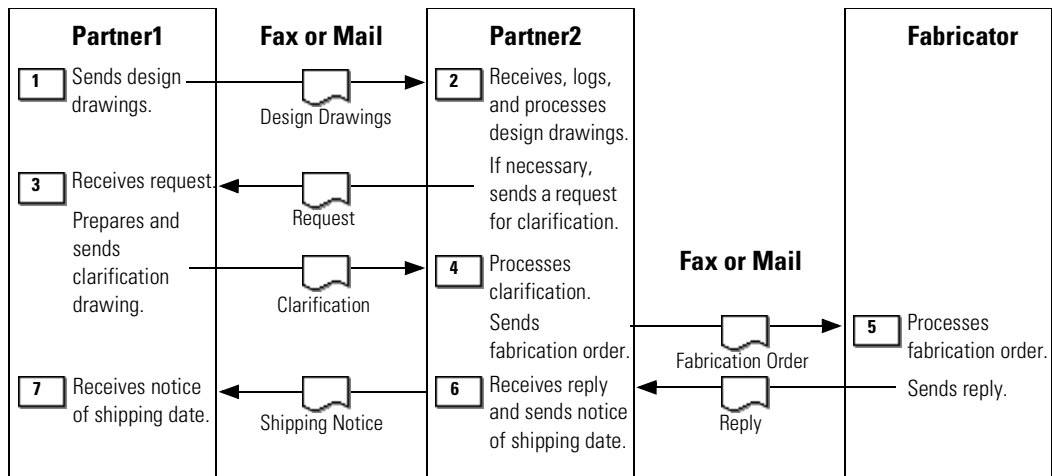 Partner1
Fax or Mail
Partner2
Fabricator
1
Sends design
drawings.
Design Drawings
2
Receives, logs,
and processes
design drawings.
If necessary,
sends a request
for clarification.
3
Receives request.
Request
Prepares and
sends
clarification
drawing.
Clarification
4
Processes
clarification.
Sends
fabrication order.
Fax or Mail
Fabrication Order
5
Processes
fabrication order.
Sends reply.
Reply
6
Receives reply
and sends notice
of shipping date.
Shipping Notice
7
Receives notice
of shipping date.